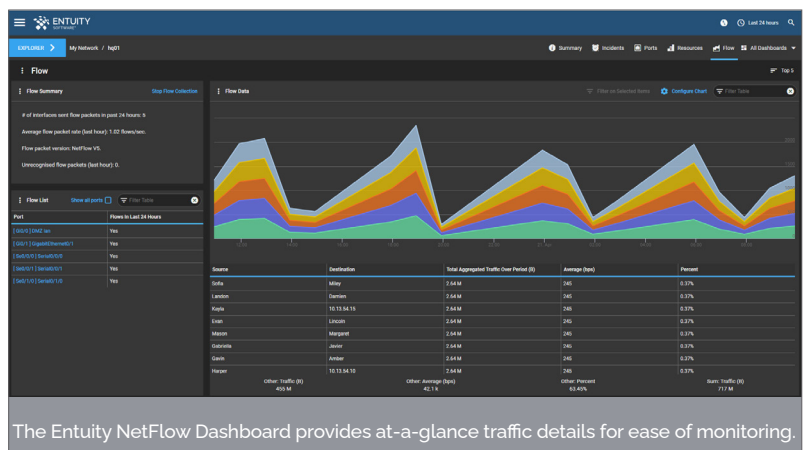 ENTUITY
SOFTWARE
Last 24 hours
EXPLORER
My Network / hq01
Summary
Incidents
Ports
Resources
Flow
All Dashboards
Flow
Top 5
Flow Summary
Stop Flow Collection
# of interfaces sent flow packets in past 24 hours: 5
Average flow packet rate (last hour): 1.02 flows/sec.
Flow packet version: NetFlow V5.
Unrecognised flow packets (last hour): 0.
Flow List
Show all ports
Filter Table
Port Flows In Last 24 Hours
[ Gi0/0 ] DMZ lan Yes
[ Gi0/1 ] GigabitEthernet0/1 Yes
[ Se0/0/0 ] Serial0/0/0 Yes
[ Se0/0/1 ] Serial0/0/1 Yes
[ Se0/1/0 ] Serial0/1/0 Yes
Flow Data
Filter on Selected Items
Configure Chart
Filter Table
Source Destination Total Aggregated Traffic Over Period (B) Average (bps) Percent
Sofia Miley 2.64 M 245 0.37%
Landon Damien 2.64 M 245 0.37%
Kayla 10.13.54.15 2.64 M 245 0.37%
Evan Lincoln 2.64 M 245 0.37%
Mason Margaret 2.64 M 245 0.37%
Gabriella Javier 2.64 M 245 0.37%
Gavin Amber 2.64 M 245 0.37%
Harper 10.13.54.10 2.64 M 245 0.37%
Other: Traffic (B) Other: Average (bps) Other: Percent Sum: Traffic (B)
455 M 42.1 k 63.45% 717 M
The Entuity NetFlow Dashboard provides at-a-glance traffic details for ease of monitoring.